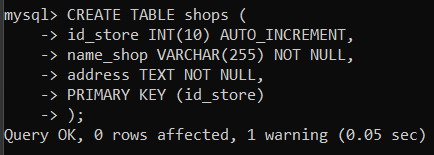 mysql> CREATE TABLE shops (
    -> id_store INT(10) AUTO_INCREMENT,
    -> name_shop VARCHAR(255) NOT NULL,
    -> address TEXT NOT NULL,
    -> PRIMARY KEY (id_store)
    -> );
Query OK, 0 rows affected, 1 warning (0.05 sec)